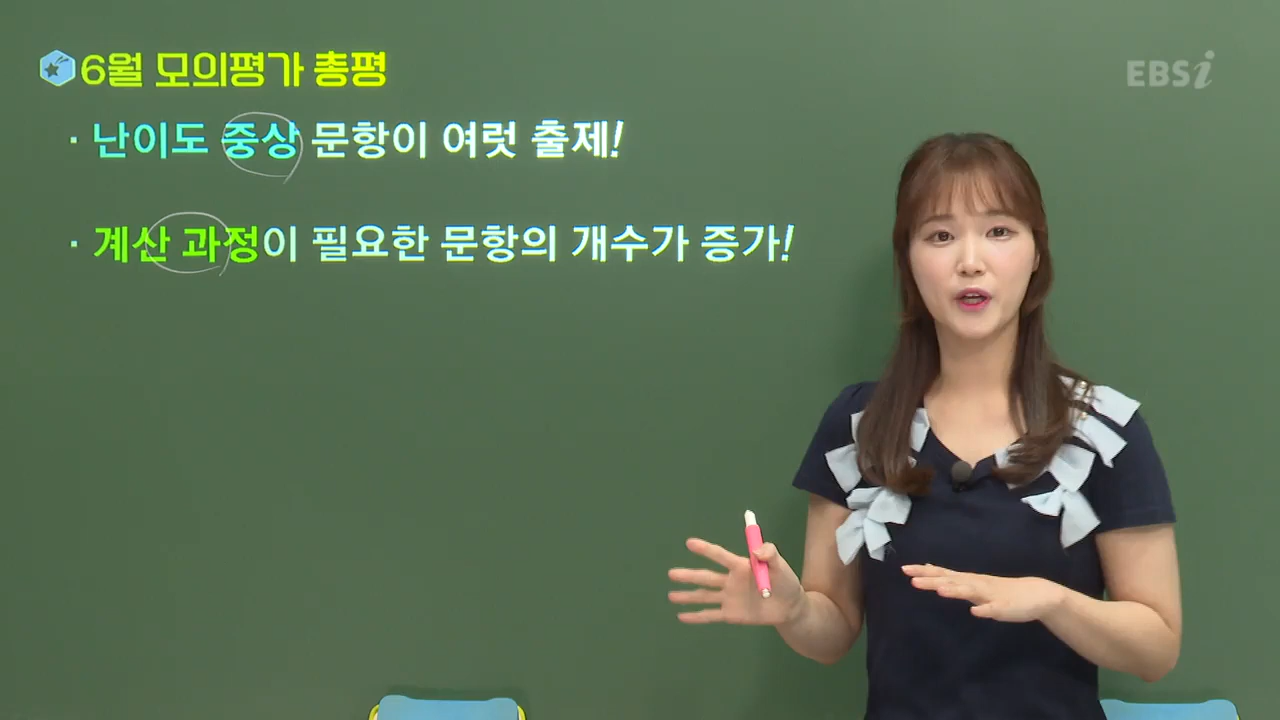 6월 모의평가 총평
EBSi
· 난이도 중상 문항이 여럿 출제!
· 계산 과정이 필요한 문항의 개수가 증가!